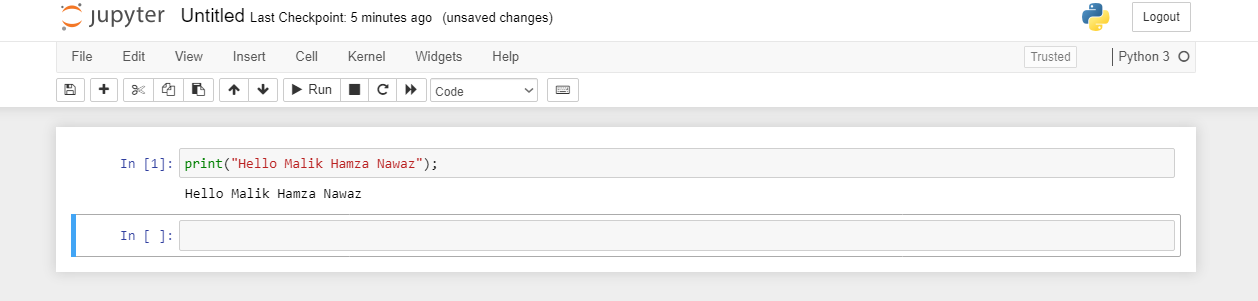 jupyter Untitled Last Checkpoint: 5 minutes ago (unsaved changes) Logout
File Edit View Insert Cell Kernel Widgets Help Trusted Python 3
Run Code
In [1]: print("Hello Malik Hamza Nawaz");
Hello Malik Hamza Nawaz
In [ ]: